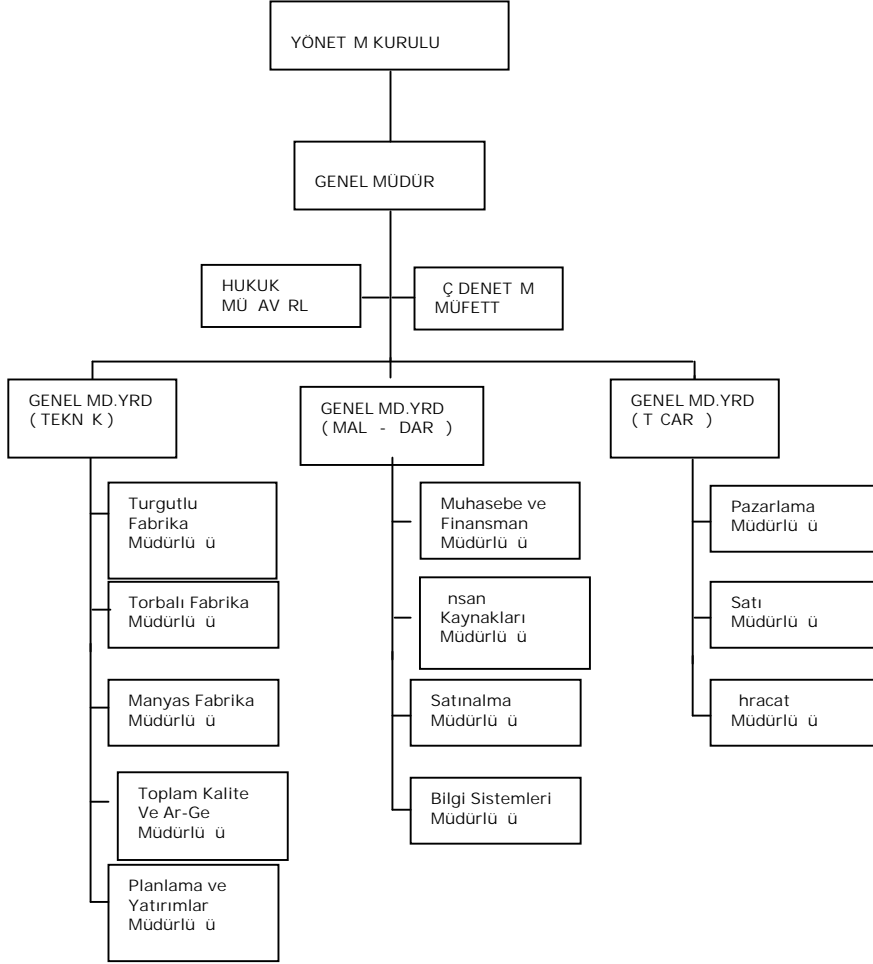 YÖNET M KURULU
GENEL MÜDÜR
HUKUK
MÜ AV RL
Ç DENET M
MÜFETT
GENEL MD.YRD
( TEKN K )
GENEL MD.YRD
( MAL - DAR )
GENEL MD.YRD
( T CAR )
Turgutlu
Fabrika
Müdürlü ü
Torbalı Fabrika
Müdürlü ü
Manyas Fabrika
Müdürlü ü
Toplam Kalite
Ve Ar-Ge
Müdürlü ü
Planlama ve
Yatırımlar
Müdürlü ü
Muhasebe ve
Finansman
Müdürlü ü
nsan
Kaynakları
Müdürlü ü
Satınalma
Müdürlü ü
Bilgi Sistemleri
Müdürlü ü
Pazarlama
Müdürlü ü
Satı
Müdürlü ü
hracat
Müdürlü ü